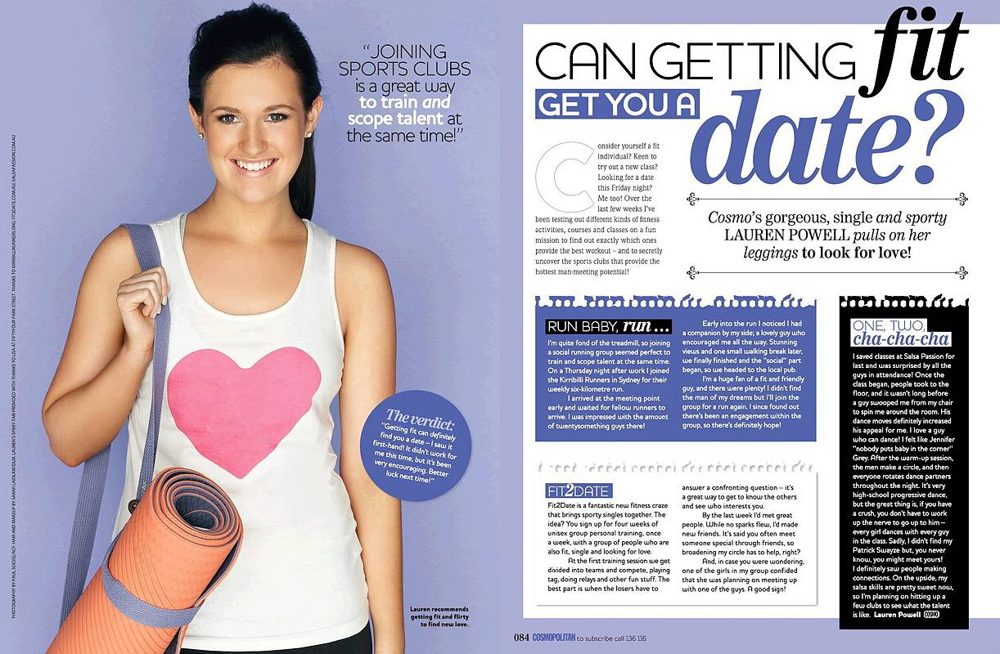 PHOTOGRAPHY BY PAUL SUESSE/ACP. HAIR AND MAKEUP BY SARAH LAIDLAW/DLM. LAUREN'S SPRAY TAN PROVIDED WITH THANKS TO LISA AT FIFTYFOUR PARK STREET. THANKS TO KIRRIBILLIRUNNERS.ORG; FIT2DATE.COM.AU; SALSAPASSION.COM.AU
“JOINING
SPORTS CLUBS
is a great way
to train and
scope talent at
the same time!”
The verdict:
“Getting fit can definitely
find you a date – I saw it
first-hand! It didn't work for
me this time, but it's been
very encouraging. Better
luck next time!”
Lauren recommends
getting fit and flirty
to find new love.
CAN GETTING fit
GET YOU A
date?
Consider yourself a fit
individual? Keen to
try out a new class?
Looking for a date
this Friday night?
Me too! Over the
last few weeks I've
been testing out different kinds of fitness
activities, courses and classes on a fun
mission to find out exactly which ones
provide the best workout – and to secretly
uncover the sports clubs that provide the
hottest man-meeting potential!
Cosmo's gorgeous, single and sporty
LAUREN POWELL pulls on her
leggings to look for love!
RUN BABY, run ...
I'm quite fond of the treadmill, so joining
a social running group seemed perfect to
train and scope talent at the same time.
On a Thursday night after work I joined
the Kirribilli Runners in Sydney for their
weekly six-kilometre run.
I arrived at the meeting point
early and waited for fellow runners to
arrive. I was impressed with the amount
of twentysomething guys there!
Early into the run I noticed I had
a companion by my side; a lovely guy who
encouraged me all the way. Stunning
views and one small walking break later,
we finally finished and the “social” part
began, so we headed to the local pub.
I'm a huge fan of a fit and friendly
guy, and there were plenty! I didn't find
the man of my dreams but I'll join the
group for a run again. I since found out
there's been an engagement within the
group, so there's definitely hope!
FIT2DATE
Fit2Date is a fantastic new fitness craze
that brings sporty singles together. The
idea? You sign up for four weeks of
unisex group personal training, once
a week, with a group of people who are
also fit, single and looking for love.
At the first training session we get
divided into teams and compete, playing
tag, doing relays and other fun stuff. The
best part is when the losers have to
answer a confronting question – it's
a great way to get to know the others
and see who interests you.
By the last week I'd met great
people. While no sparks flew, I'd made
new friends. It's said you often meet
someone special through friends, so
broadening my circle has to help, right?
And, in case you were wondering,
one of the girls in my group confided
that she was planning on meeting up
with one of the guys. A good sign!
ONE, TWO,
cha-cha-cha
I saved classes at Salsa Passion for
last and was surprised by all the
guys in attendance! Once the
class began, people took to the
floor, and it wasn't long before
a guy swooped me from my chair
to spin me around the room. His
dance moves definitely increased
his appeal for me. I love a guy
who can dance! I felt like Jennifer
“nobody puts baby in the corner”
Grey. After the warm-up session,
the men make a circle, and then
everyone rotates dance partners
throughout the night. It's very
high-school progressive dance,
but the great thing is, if you have
a crush, you don't have to work
up the nerve to go up to him –
every girl dances with every guy
in the class. Sadly, I didn't find my
Patrick Swayze but, you never
know, you might meet yours!
I definitely saw people making
connections. On the upside, my
salsa skills are pretty sweet now,
so I'm planning on hitting up a
few clubs to see what the talent
is like. Lauren Powell COSMO
084 COSMOPOLITAN to subscribe call 136 116